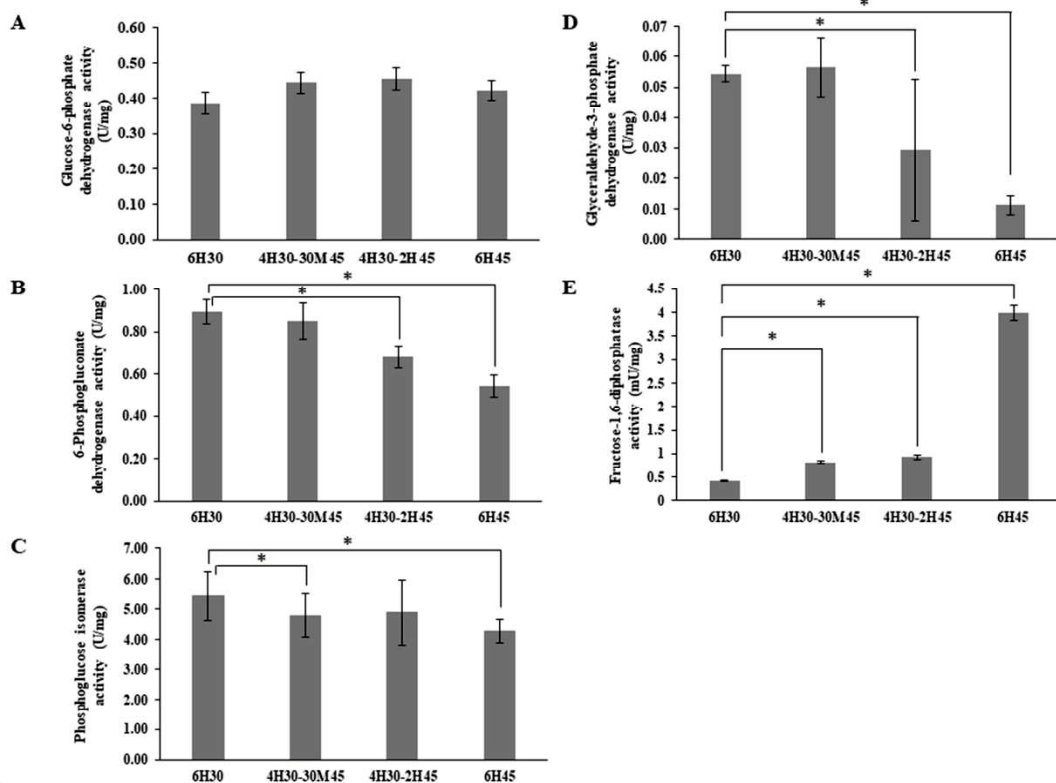 A
Glucose-6-phosphate
dehydrogenase activity
(U/mg)
0.60
0.50
0.40
0.30
0.20
0.10
0.00
6H30 4H30-30M45 4H30-2H45 6H45
B
6-Phosphogluconate
dehydrogenase activity (U/mg)
1.00
0.80
0.60
0.40
0.20
0.00
*
*
6H30 4H30-30M45 4H30-2H45 6H45
C
Phosphoglucose isomerase
activity (U/mg)
7.00
6.00
5.00
4.00
3.00
2.00
1.00
0.00
*
*
6H30 4H30-30M45 4H30-2H45 6H45
D
Glyceraldehyde-3-phosphate
dehydrogenase activity
(U/mg)
0.07
0.06
0.05
0.04
0.03
0.02
0.01
0.00
*
*
6H30 4H30-30M45 4H30-2H45 6H45
E
Fructose-1,6-diphosphatase
activity (mU/mg)
4.5
4
3.5
3
2.5
2
1.5
1
0.5
0
*
*
*
6H30 4H30-30M45 4H30-2H45 6H45